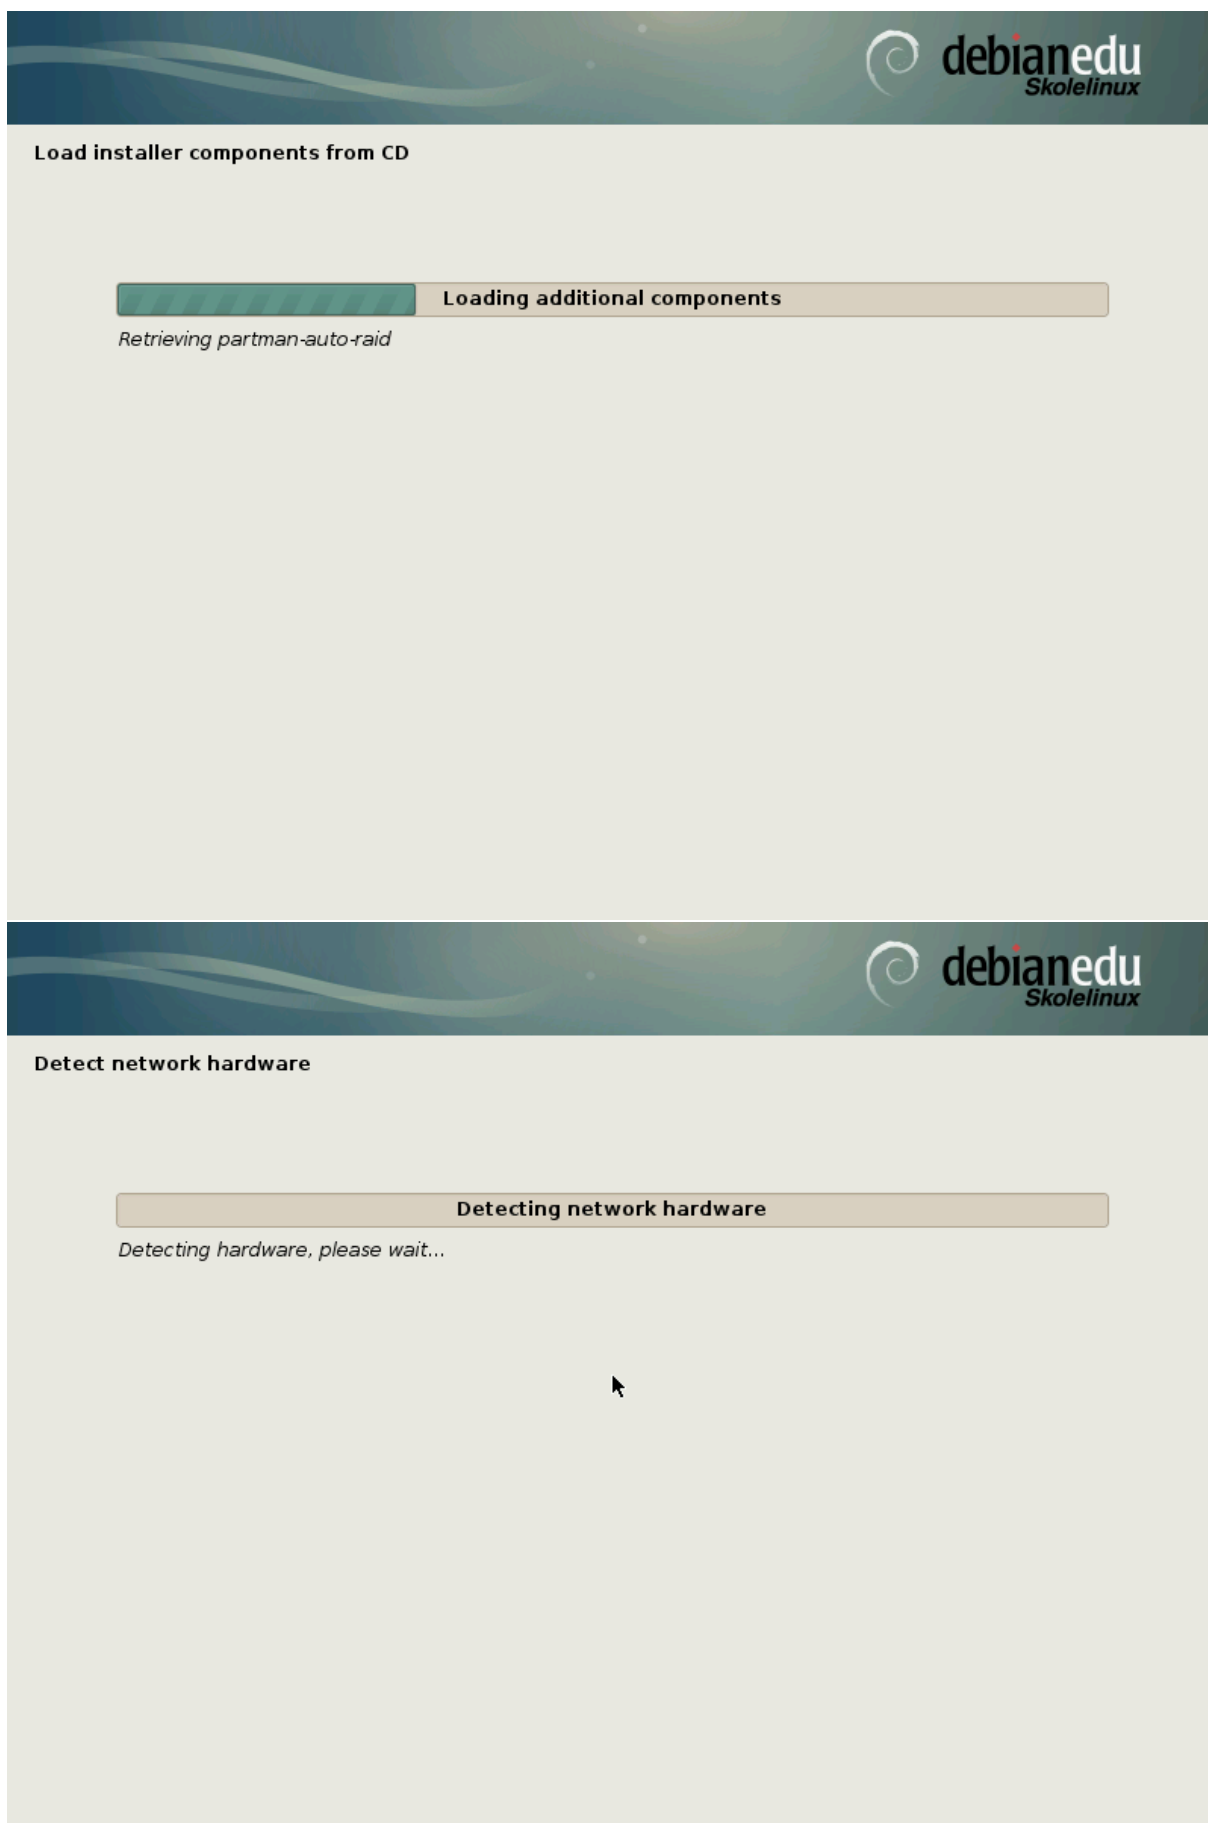 debianedu
Skolelinux
Load installer components from CD
Loading additional components
Retrieving partman-auto-raid
debianedu
Skolelinux
Detect network hardware
Detecting network hardware
Detecting hardware, please wait...